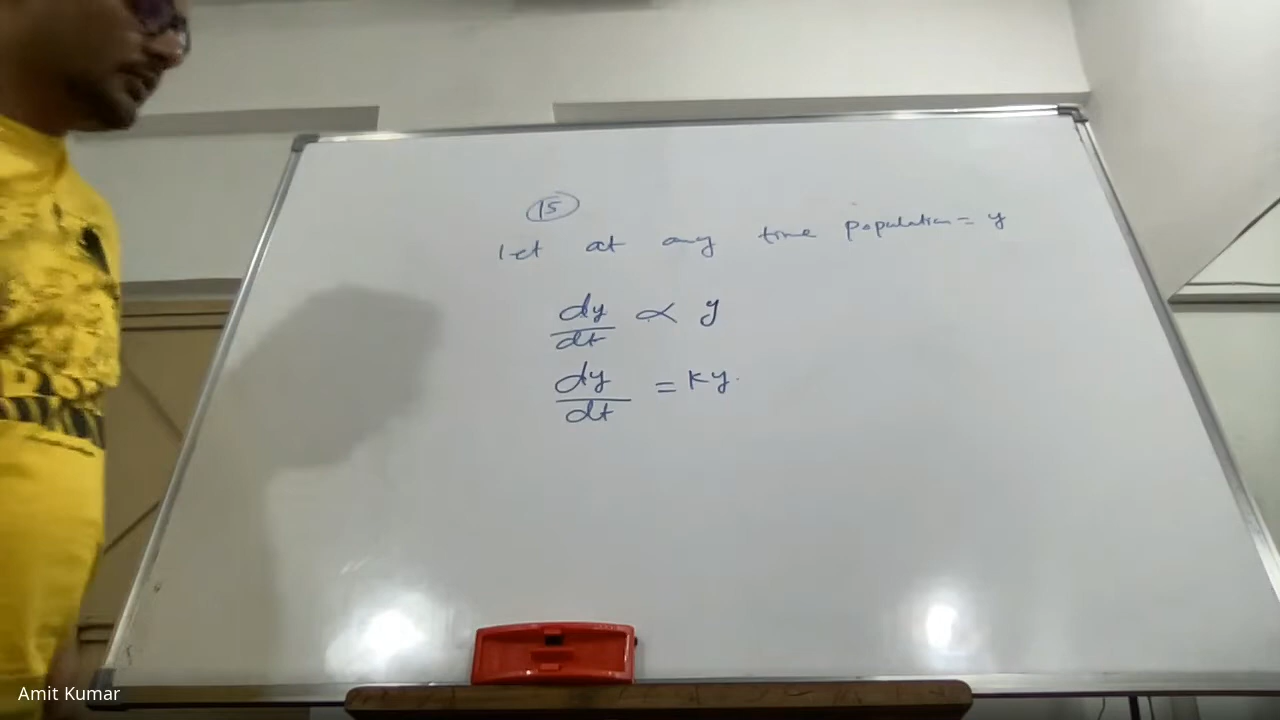 15
Let at any time population = y
dy/dt ∝ y
dy/dt = ky.
Amit Kumar